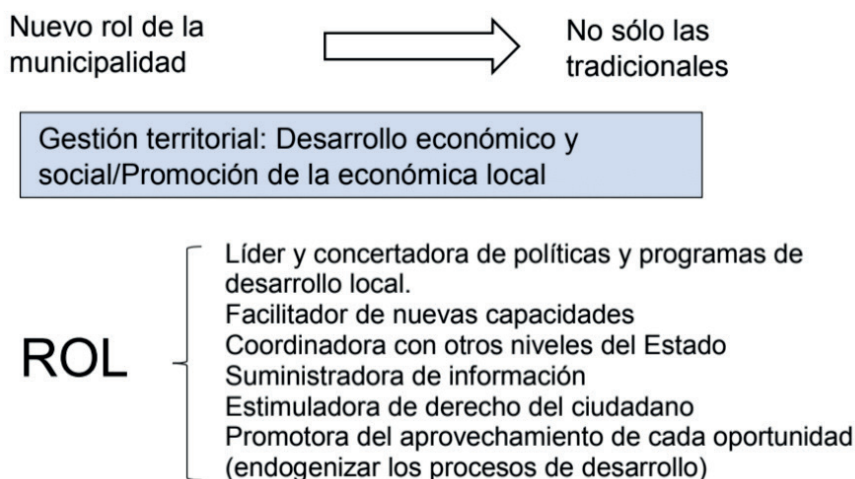 Nuevo rol de la
municipalidad
No sólo las
tradicionales
Gestión territorial: Desarrollo económico y
social/Promoción de la económica local
ROL
Líder y concertadora de políticas y programas de
desarrollo local.
Facilitador de nuevas capacidades
Coordinadora con otros niveles del Estado
Suministradora de información
Estimuladora de derecho del ciudadano
Promotora del aprovechamiento de cada oportunidad
(endogenizar los procesos de desarrollo)